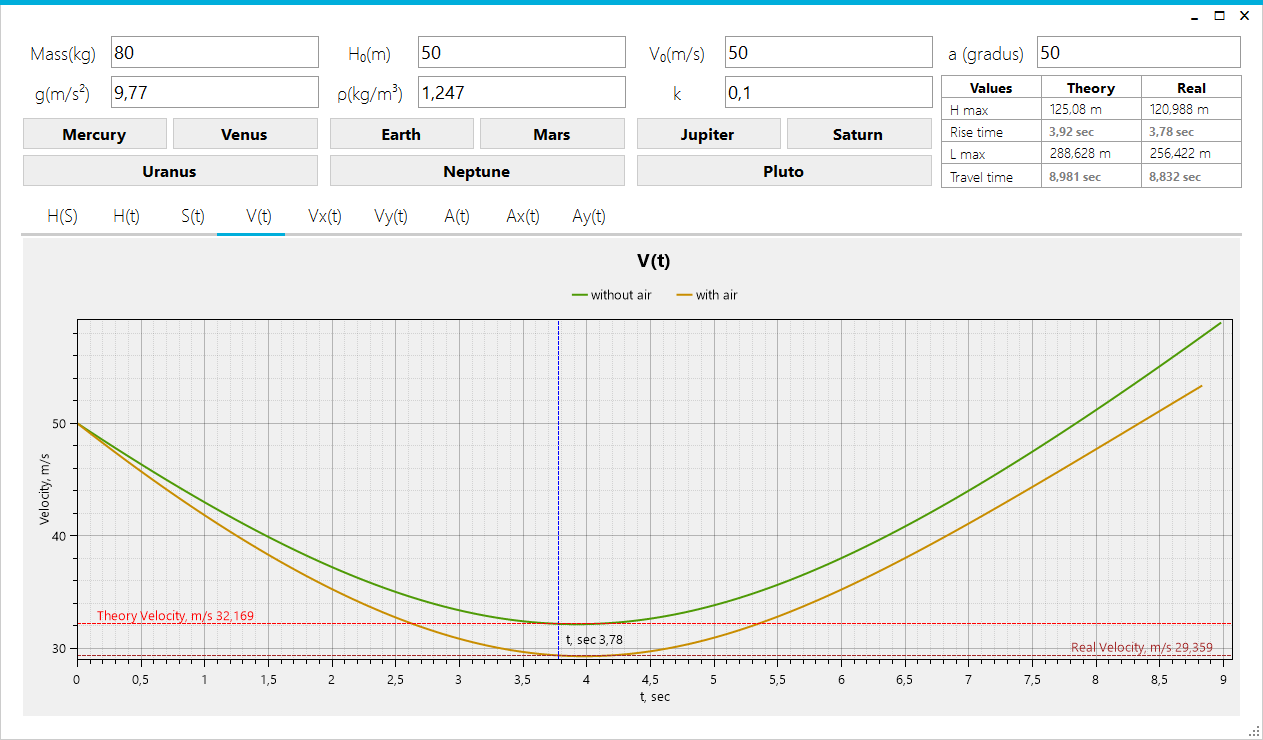 Mass(kg) 80 H₀(m) 50 V₀(m/s) 50 a (gradus) 50
g(m/s²) 9,77 ρ(kg/m³) 1,247 k 0,1
Values Theory Real
H max 125,08 m 120,988 m
Rise time 3,92 sec 3,78 sec
L max 288,628 m 256,422 m
Travel time 8,981 sec 8,832 sec
Mercury Venus Earth Mars Jupiter Saturn
Uranus Neptune Pluto
H(S) H(t) S(t) V(t) Vx(t) Vy(t) A(t) Ax(t) Ay(t)
V(t)
without air with air
Velocity, m/s
50
40
30
Theory Velocity, m/s 32,169
t, sec 3,78
Real Velocity, m/s 29,359
0 0,5 1 1,5 2 2,5 3 3,5 4 4,5 5 5,5 6 6,5 7 7,5 8 8,5 9
t, sec